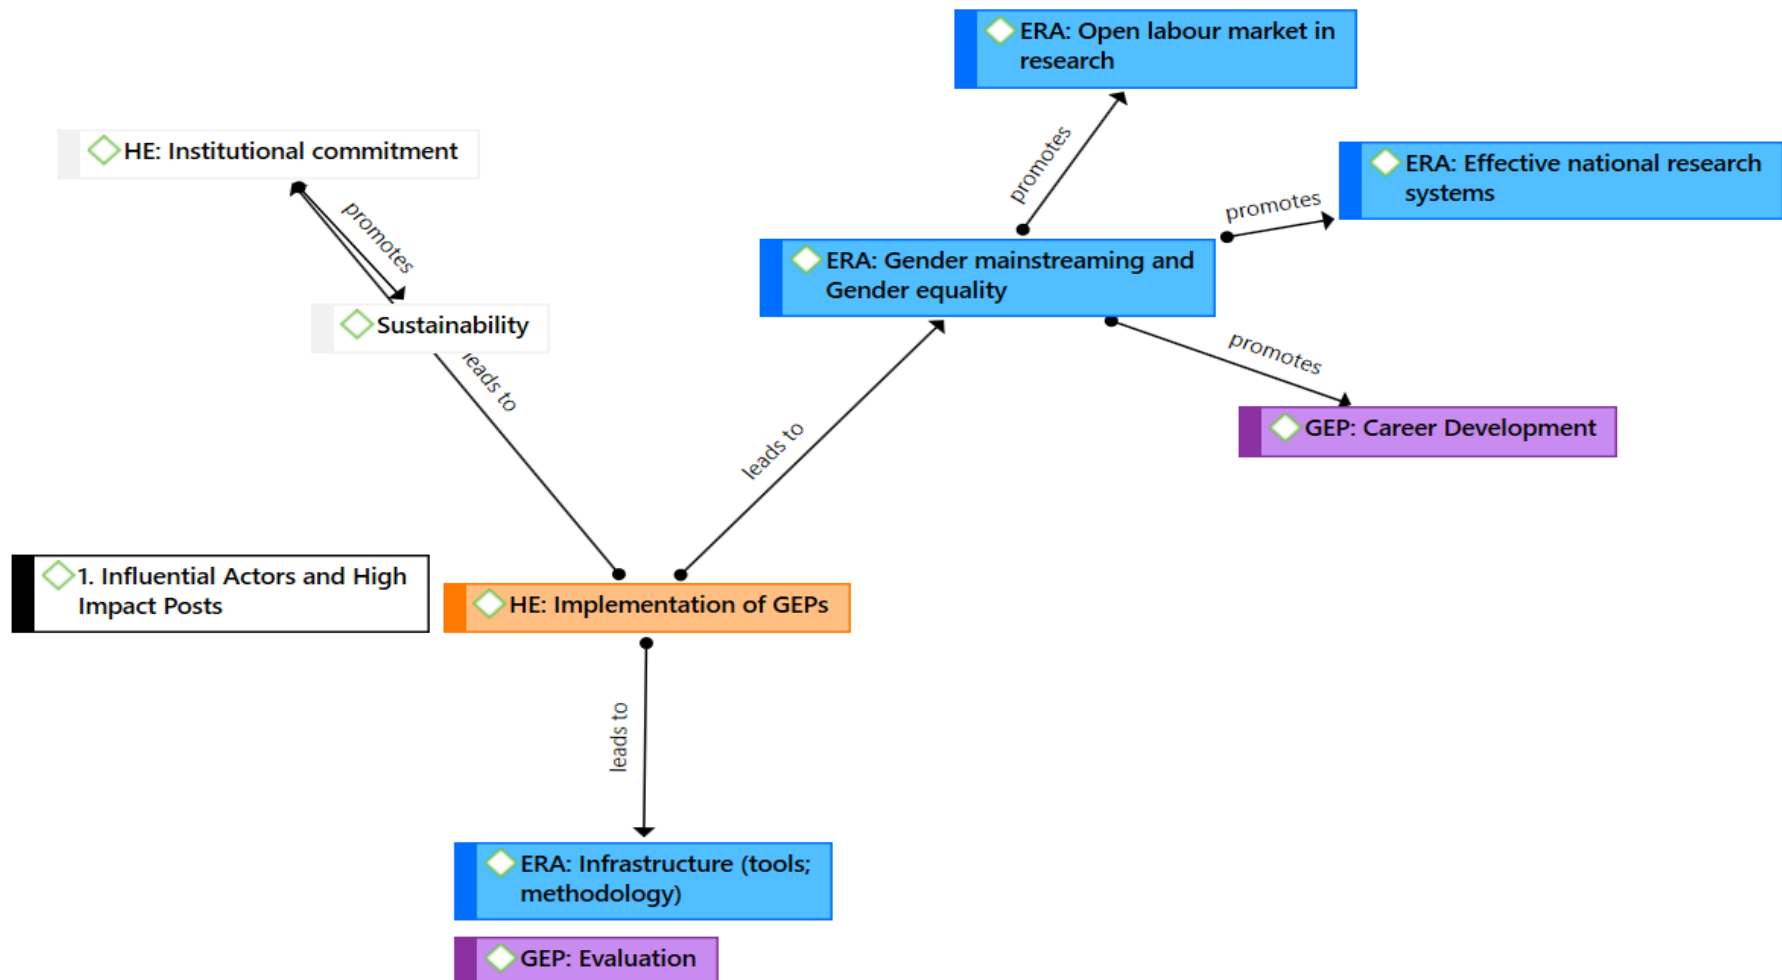 ERA: Open labour market in
research
HE: Institutional commitment
ERA: Effective national research
systems
promotes
promotes
promotes
ERA: Gender mainstreaming and
Gender equality
Sustainability
promotes
leads to
GEP: Career Development
leads to
1. Influential Actors and High
Impact Posts
HE: Implementation of GEPs
leads to
ERA: Infrastructure (tools;
methodology)
GEP: Evaluation